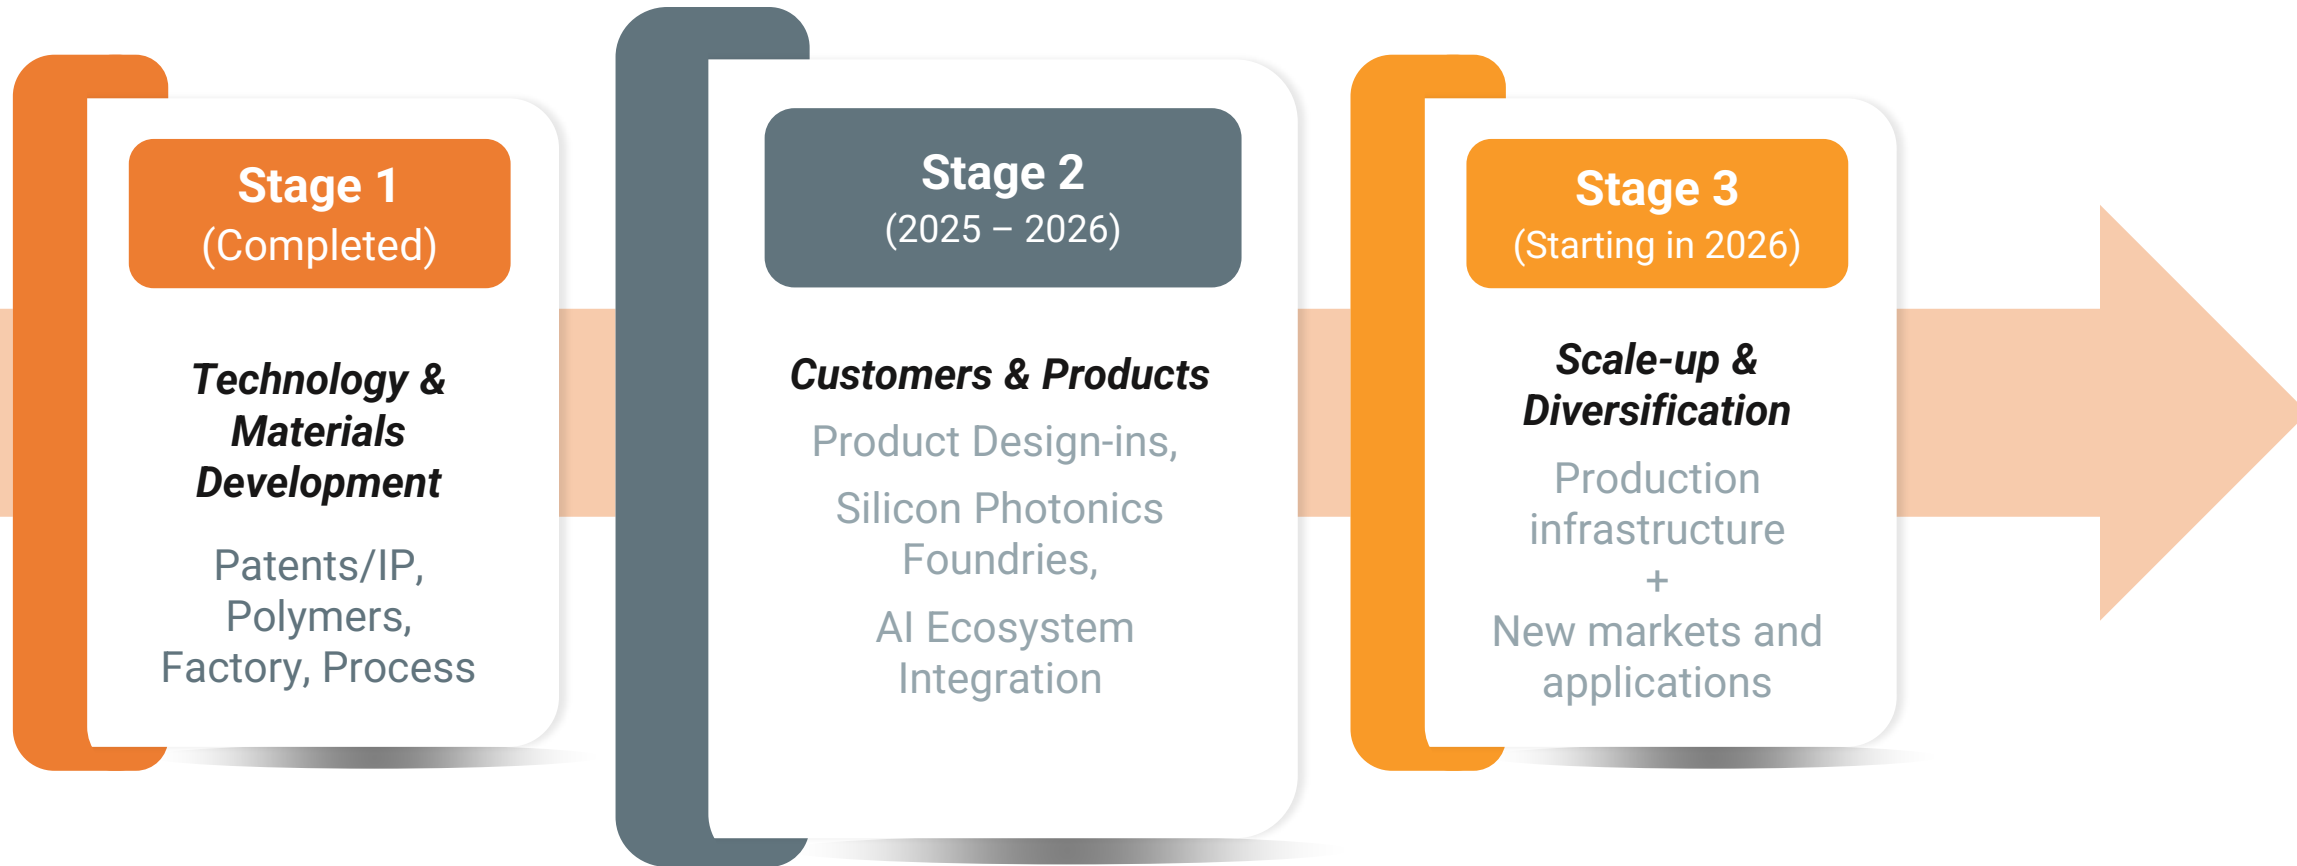 Stage 1
(Completed)
Technology &
Materials
Development
Patents/IP,
Polymers,
Factory, Process
Stage 2
(2025 – 2026)
Customers & Products
Product Design-ins,
Silicon Photonics
Foundries,
AI Ecosystem
Integration
Stage 3
(Starting in 2026)
Scale-up &
Diversification
Production
infrastructure
+
New markets and
applications